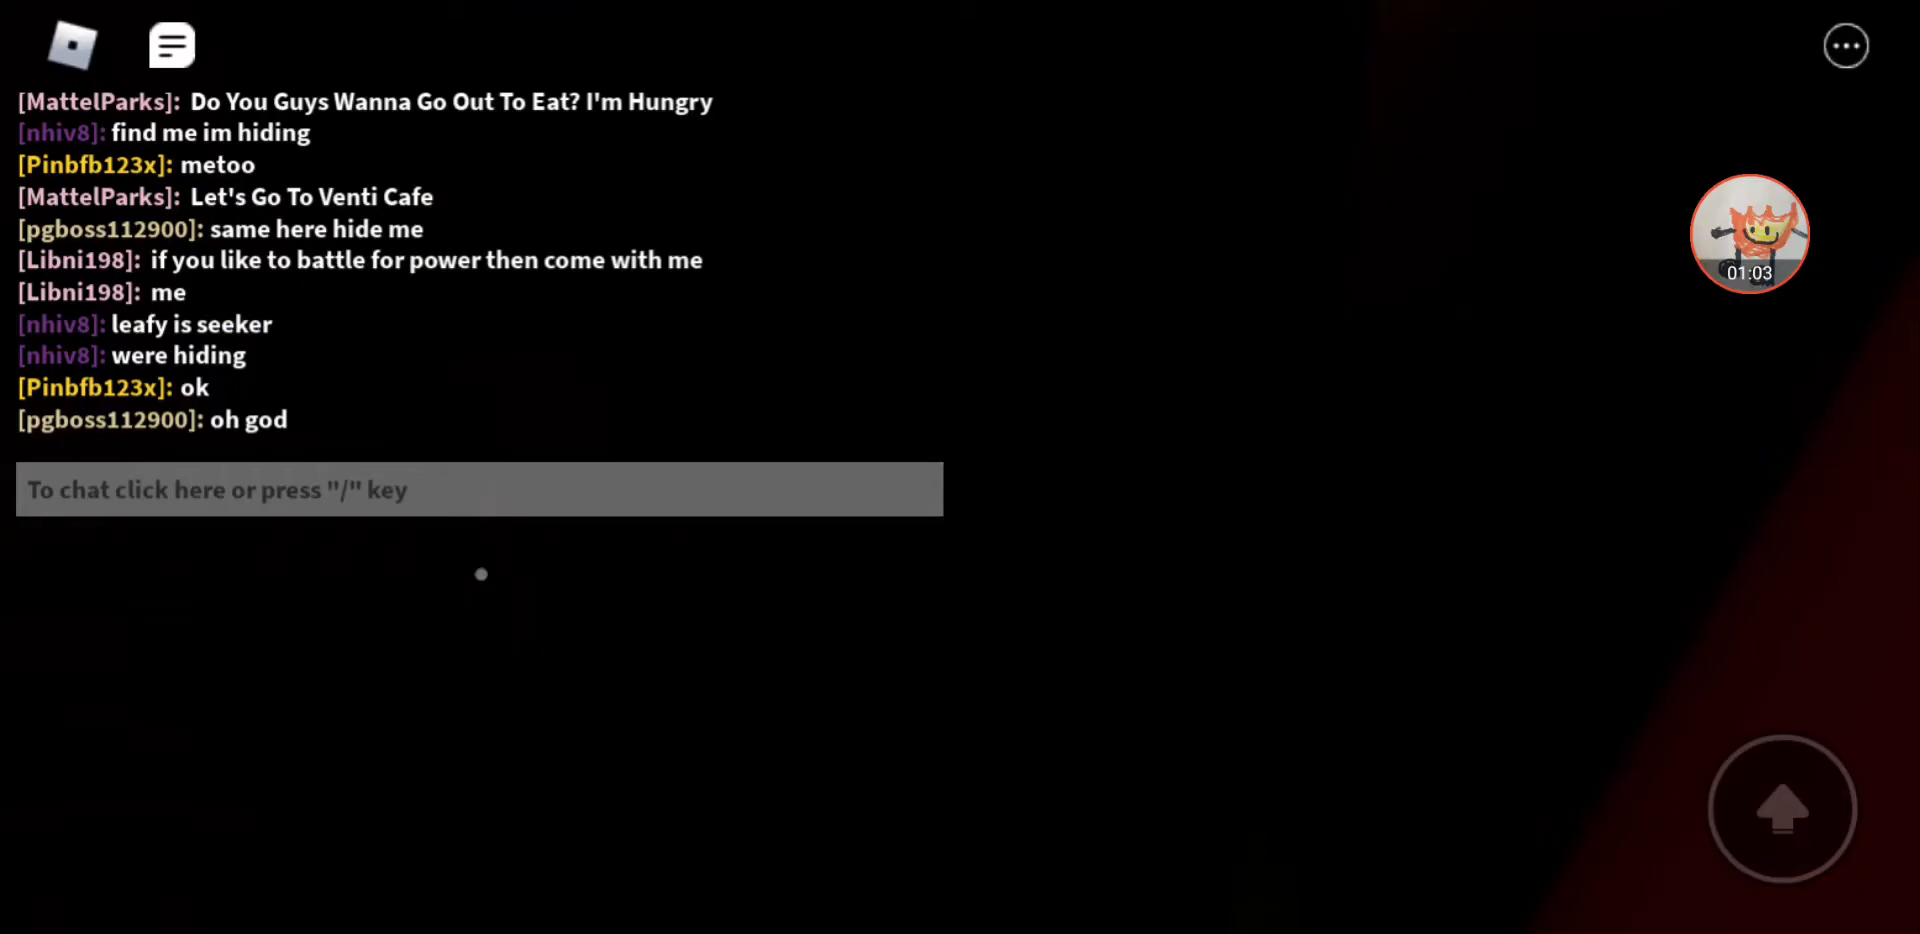 [MattelParks]: Do You Guys Wanna Go Out To Eat? I'm Hungry
[nhiv8]: find me im hiding
[Pinbfb123x]: metoo
[MattelParks]: Let's Go To Venti Cafe
[pgboss112900]: same here hide me
[Libni198]: if you like to battle for power then come with me
[Libni198]: me
[nhiv8]: leafy is seeker
[nhiv8]: were hiding
[Pinbfb123x]: ok
[pgboss112900]: oh god
To chat click here or press "/" key
01:03